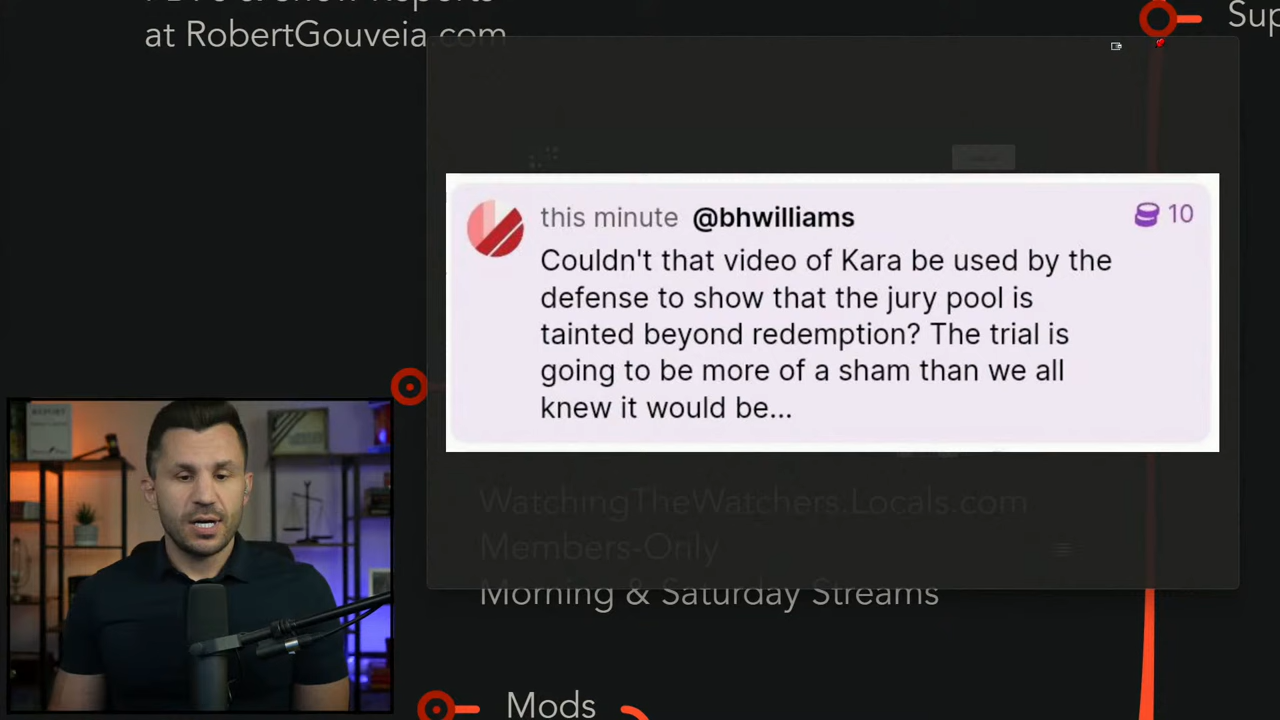 at RobertGouveia.com
Sup
this minute @bhwilliams
10
Couldn't that video of Kara be used by the
defense to show that the jury pool is
tainted beyond redemption? The trial is
going to be more of a sham than we all
knew it would be...
WatchingTheWatchers.Locals.com
Members-Only
Morning & Saturday Streams
Mods